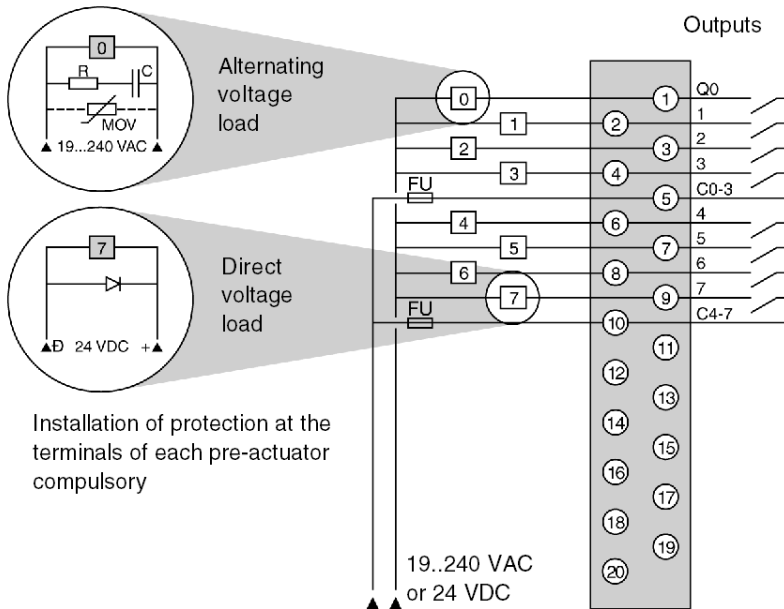 Outputs
0
R
C
MOV
19...240 VAC
Alternating
voltage
load
0
1
Q0
1
2
1
2
3
2
3
4
3
FU
5
C0-3
4
6
4
5
7
5
6
8
6
7
9
7
FU
10
C4-7
7
Đ 24 VDC +
Direct
voltage
load
11
12
13
14
15
16
17
18
19
20
Installation of protection at the
terminals of each pre-actuator
compulsory
19..240 VAC
or 24 VDC